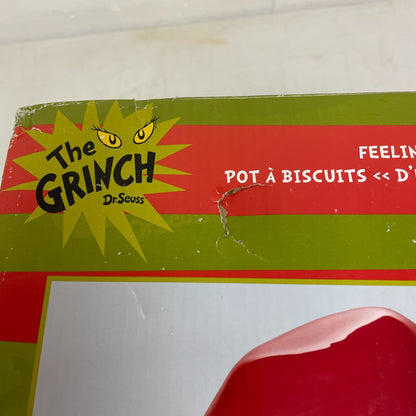 The
GRINCH
Dr. Seuss
FEELIN
POT À BISCUITS << D'